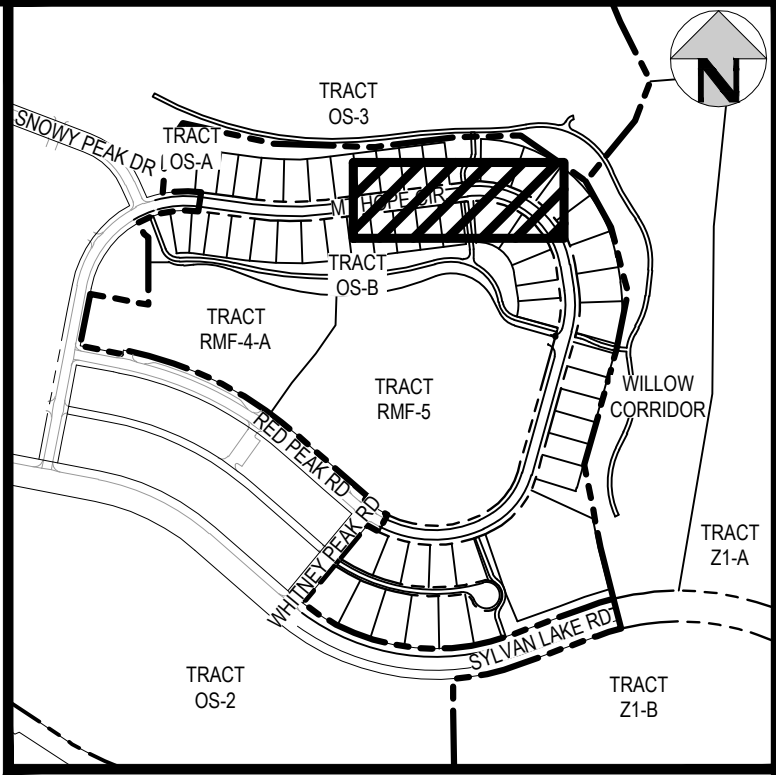 N
TRACT
OS-3
SNOWY PEAK DR
TRACT
OS-A
MT HOPE CIR
TRACT
OS-B
TRACT
RMF-4-A
TRACT
RMF-5
WILLOW
CORRIDOR
RED PEAK RD
WHITNEY PEAK RD
TRACT
Z1-A
SYLVAN LAKE RD
TRACT
OS-2
TRACT
Z1-B